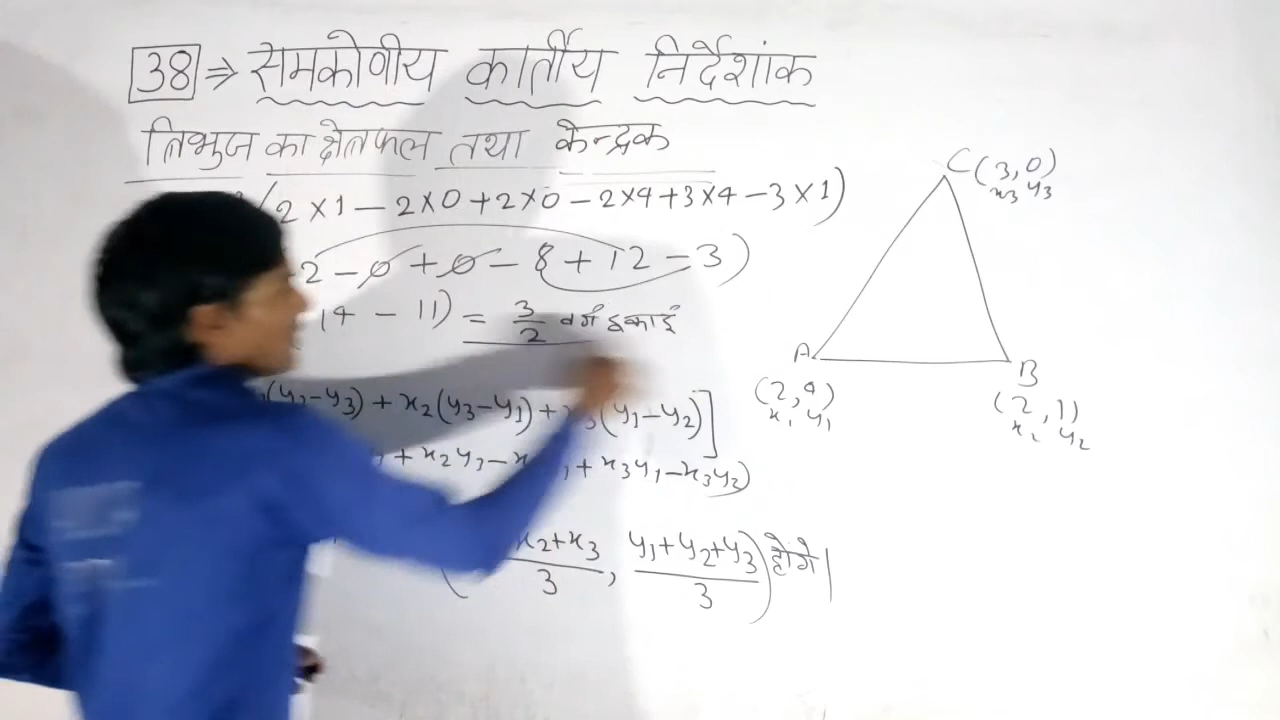 38 ⇒ समकोणीय कार्तीय निर्देशांक
त्रिभुज का क्षेत्रफल तथा केन्द्रक
(2×1−2×0+2×0−2×4+3×4−3×1)
2−0+0−8+12−3)
14 − 11) = 3/2 वर्ग इकाई
(y₂−y₃)+x₂(y₃−y₁)+x₃(y₁−y₂)]
+x₂y₃−x₂y₁+x₃y₁−x₃y₂)
(x₂+x₃/3, y₁+y₂+y₃/3) होंगे।
C(3,0)
x₃ y₃
A
(2,4)
x₁ y₁
B
(2,1)
x₂ y₂